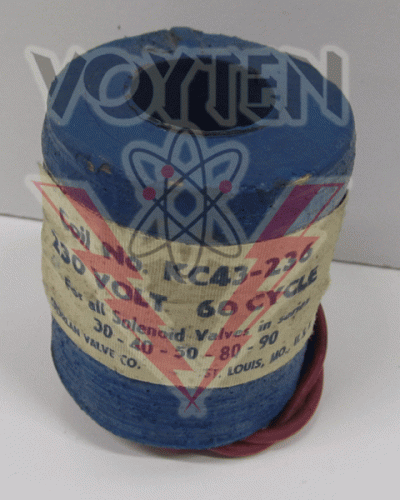 VOYTEN
Coil No. KC43-236
230 VOLT 60 CYCLE
For all Solenoid Valves in series
30 - 40 - 50 - 80 - 90
VALVE CO. ST. LOUIS, MO.,